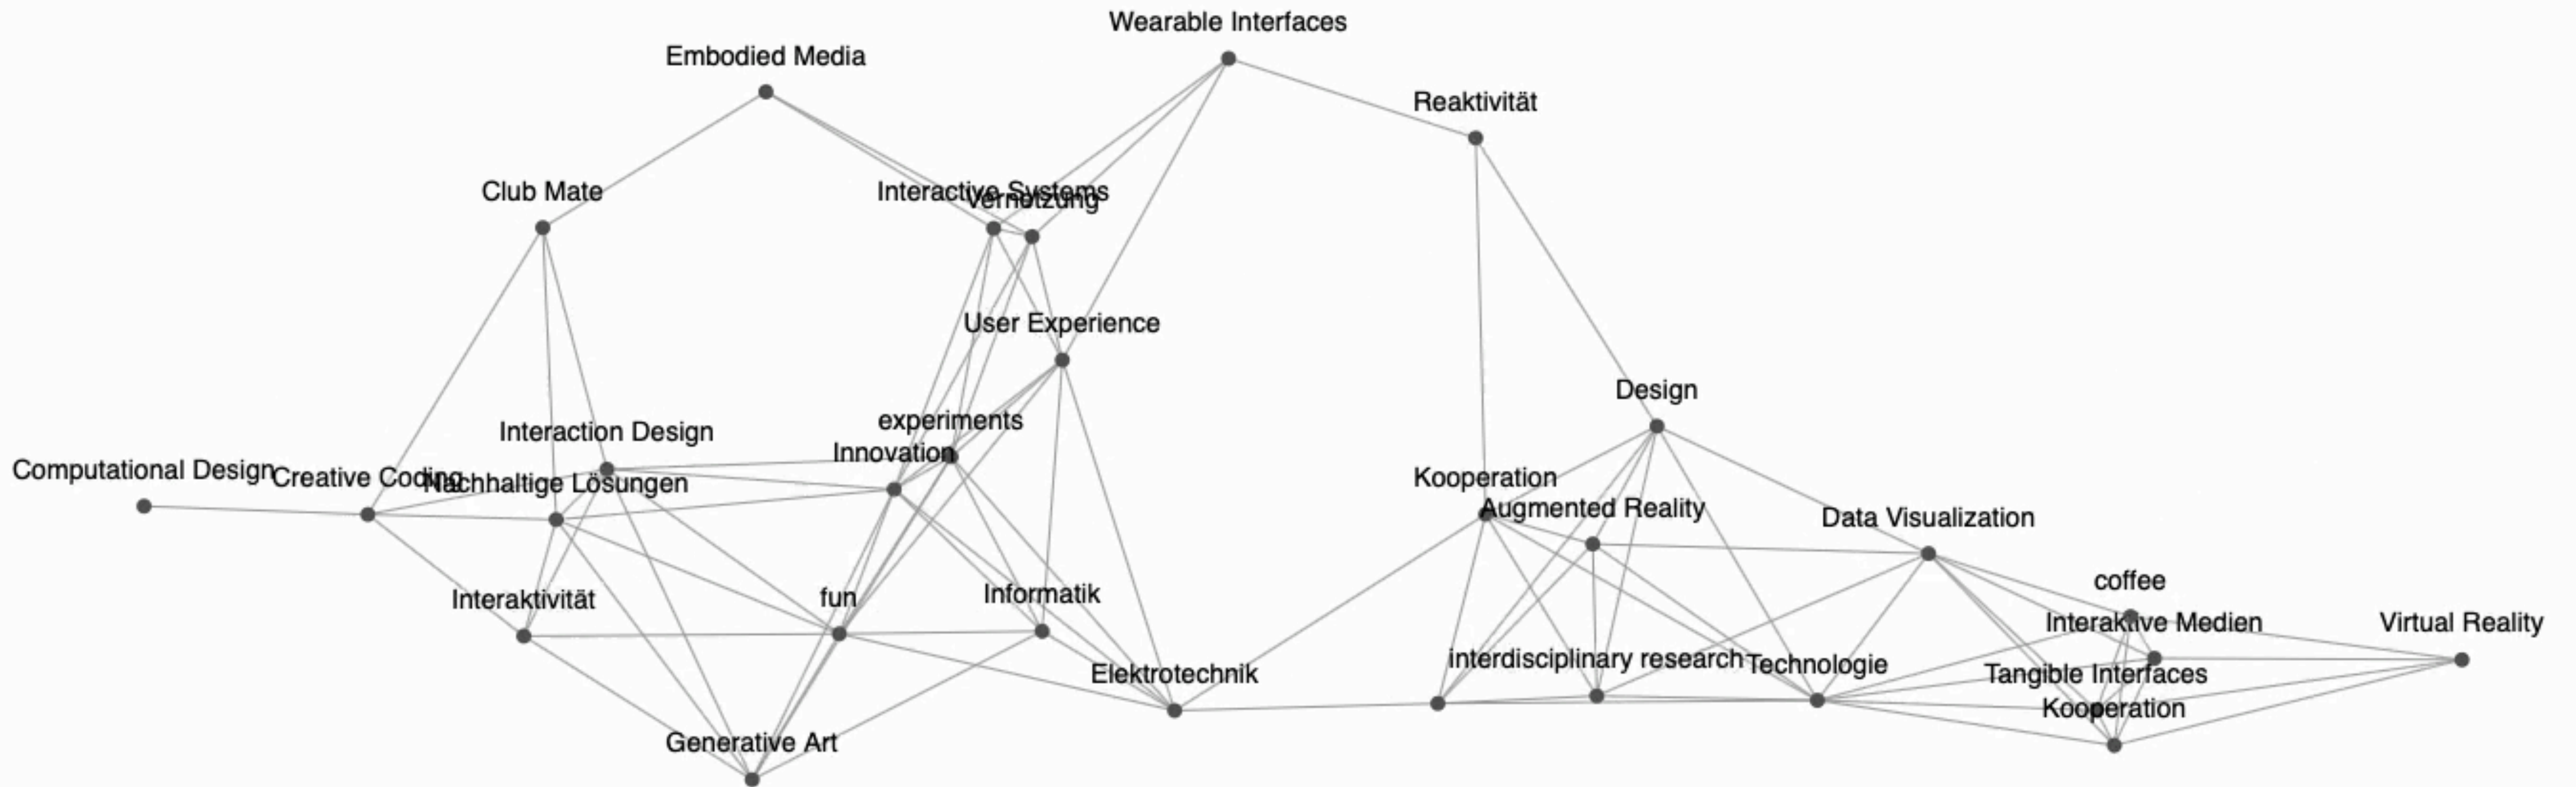 Wearable Interfaces
Embodied Media
Reaktivität
Club Mate
Interactive Systems
Vernetzung
User Experience
Design
experiments
Interaction Design
Innovation
Computational Design
Creative Coding
Nachhaltige Lösungen
Kooperation
Augmented Reality
Data Visualization
coffee
Interaktivität
fun
Informatik
Interaktive Medien
Virtual Reality
interdisciplinary research
Technologie
Elektrotechnik
Tangible Interfaces
Kooperation
Generative Art